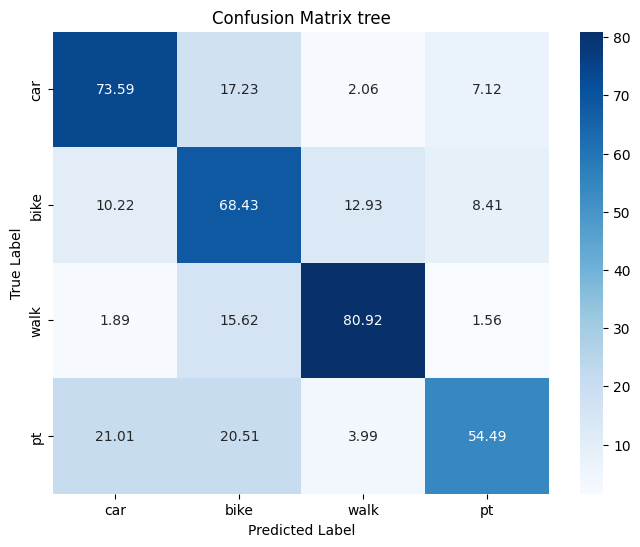 Confusion Matrix tree
True Label
car
73.59 17.23 2.06 7.12
bike
10.22 68.43 12.93 8.41
walk
1.89 15.62 80.92 1.56
pt
21.01 20.51 3.99 54.49
car bike walk pt
Predicted Label
80
70
60
50
40
30
20
10